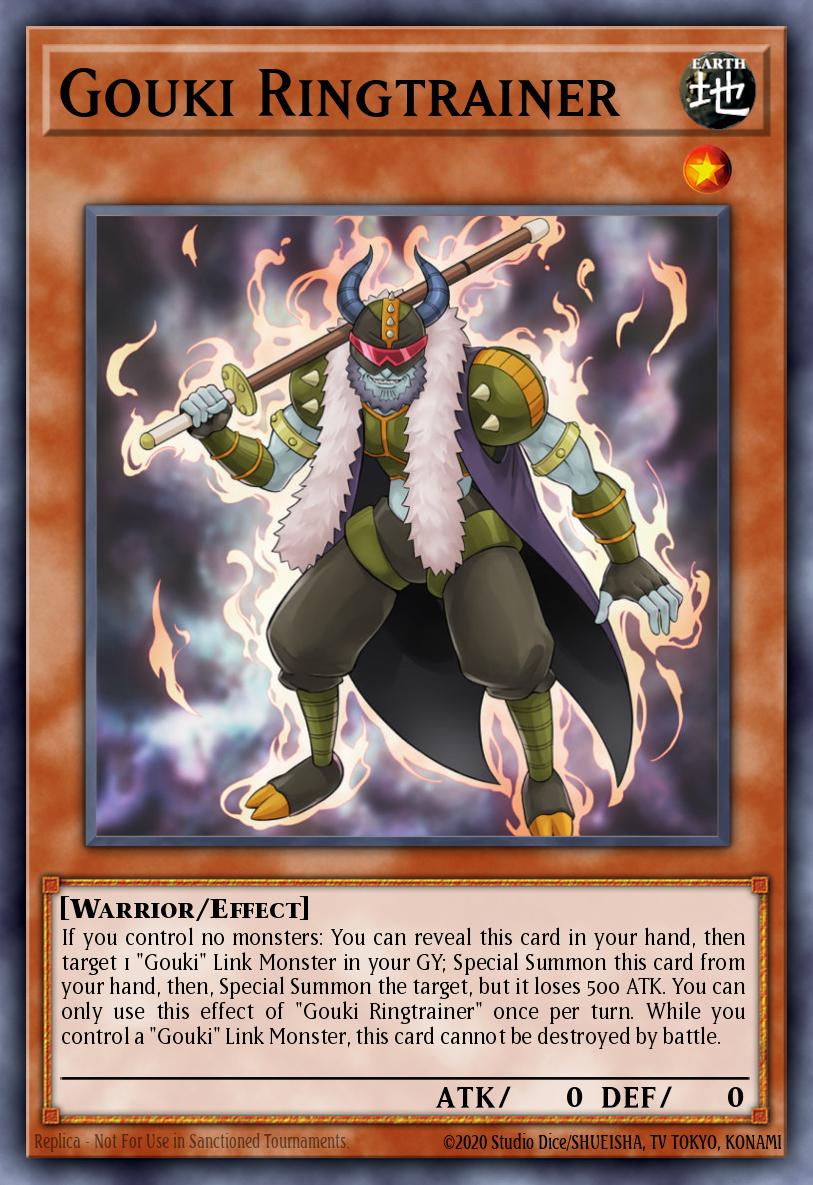 Gouki Ringtrainer
EARTH
地
[Warrior/Effect]
If you control no monsters: You can reveal this card in your hand, then
target 1 "Gouki" Link Monster in your GY; Special Summon this card from
your hand, then, Special Summon the target, but it loses 500 ATK. You can
only use this effect of "Gouki Ringtrainer" once per turn. While you
control a "Gouki" Link Monster, this card cannot be destroyed by battle.
ATK/ 0 DEF/ 0
Replica - Not For Use in Sanctioned Tournaments.
©2020 Studio Dice/SHUEISHA, TV TOKYO, KONAMI